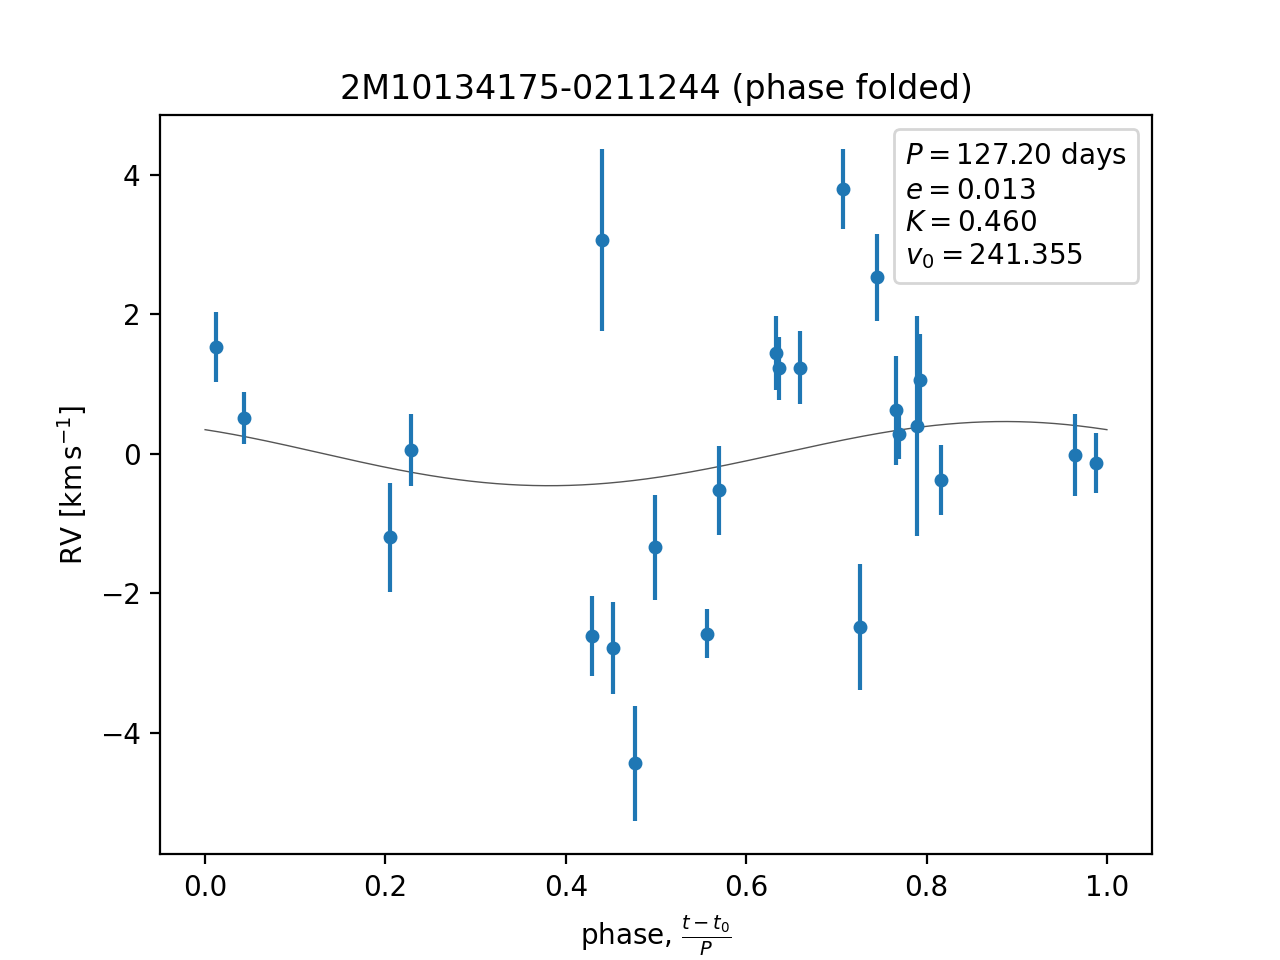 2M10134175-0211244 (phase folded)
P = 127.20 days
e = 0.013
K = 0.460
v₀ = 241.355
4
2
0
−2
−4
RV [km s⁻¹]
0.0 0.2 0.4 0.6 0.8 1.0
phase, (t − t₀)/P